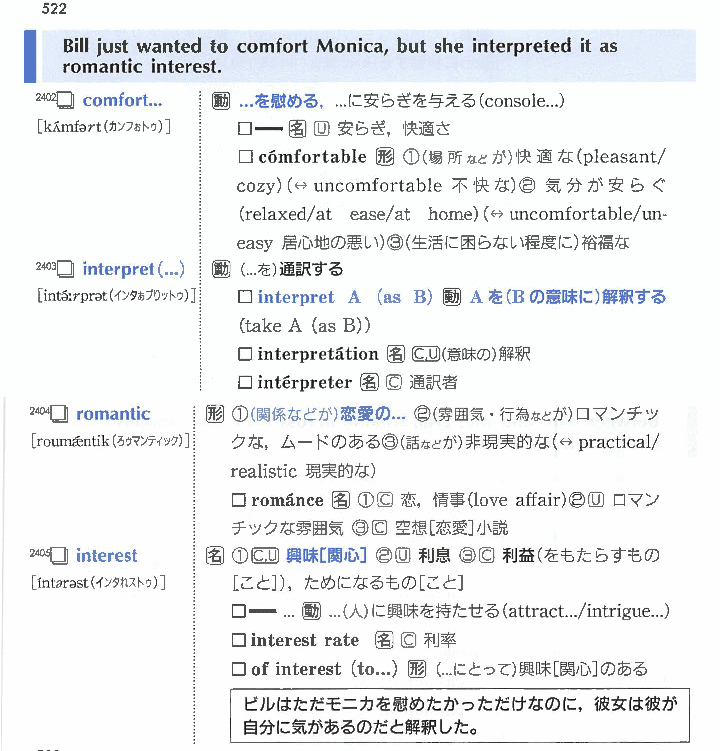 522
Bill just wanted to comfort Monica, but she interpreted it as
romantic interest.
2402□ comfort... 動 ...を慰める，...に安らぎを与える(console...)
[kʌ́mfərt(カンフぉトゥ)] □━ 名 Ⓤ 安らぎ，快適さ
□ cómfortable 形 ①(場所などが)快適な(pleasant/
cozy)(⇔ uncomfortable 不快な)② 気分が安らぐ
(relaxed/at ease/at home)(⇔ uncomfortable/un-
easy 居心地の悪い)③(生活に困らない程度に)裕福な
2403□ interpret(...) 動 (...を)通訳する
[intə́ːrprət(インタぉプリットゥ)] □ interpret A (as B) 動 Aを(Bの意味に)解釈する
(take A (as B))
□ interpretátion 名 C,U(意味の)解釈
□ intérpreter 名 Ⓒ 通訳者
2404□ romantic 形 ①(関係などが)恋愛の... ②(雰囲気・行為などが)ロマンチッ
[roumǽntik(ろゥマンティック)] クな，ムードのある③(話などが)非現実的な(⇔ practical/
realistic 現実的な)
□ románce 名 ①Ⓒ 恋，情事(love affair)②Ⓤ ロマン
チックな雰囲気 ③Ⓒ 空想[恋愛]小説
2405□ interest 名 ①C,U 興味[関心] ②Ⓤ 利息 ③Ⓒ 利益(をもたらすもの
[íntərəst(インタれストゥ)] [こと])，ためになるもの[こと]
□━ ... 動 ...(人)に興味を持たせる(attract.../intrigue...)
□ interest rate 名 Ⓒ 利率
□ of interest (to...) 形 (...にとって)興味[関心]のある
ビルはただモニカを慰めたかっただけなのに，彼女は彼が
自分に気があるのだと解釈した。